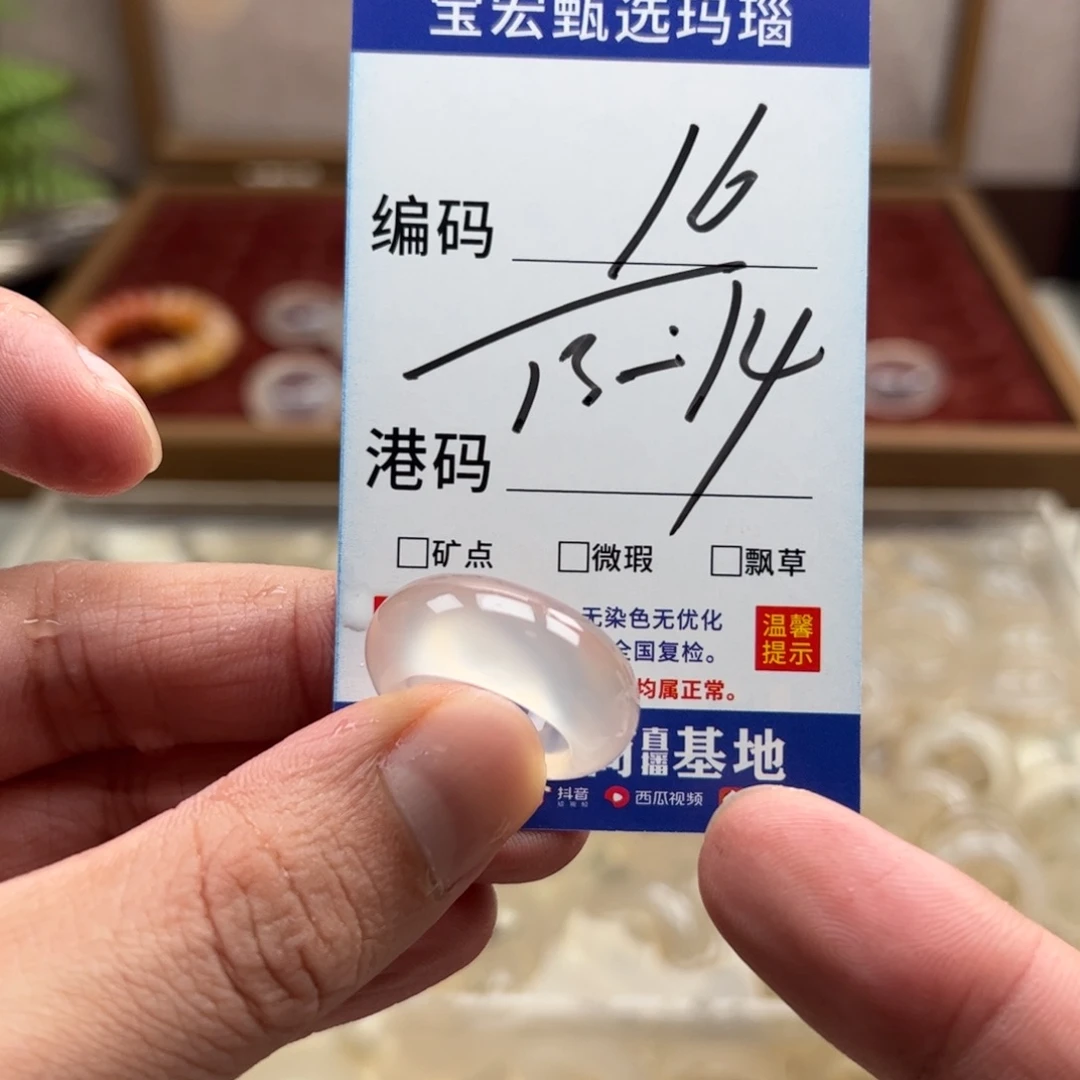 宝宏甄选玛瑙
编码 16
13-14
港码
□矿点 □微瑕 □飘草
无染色无优化
全国复检。
均属正常。
温馨
提示
直播基地
抖音 西瓜视频